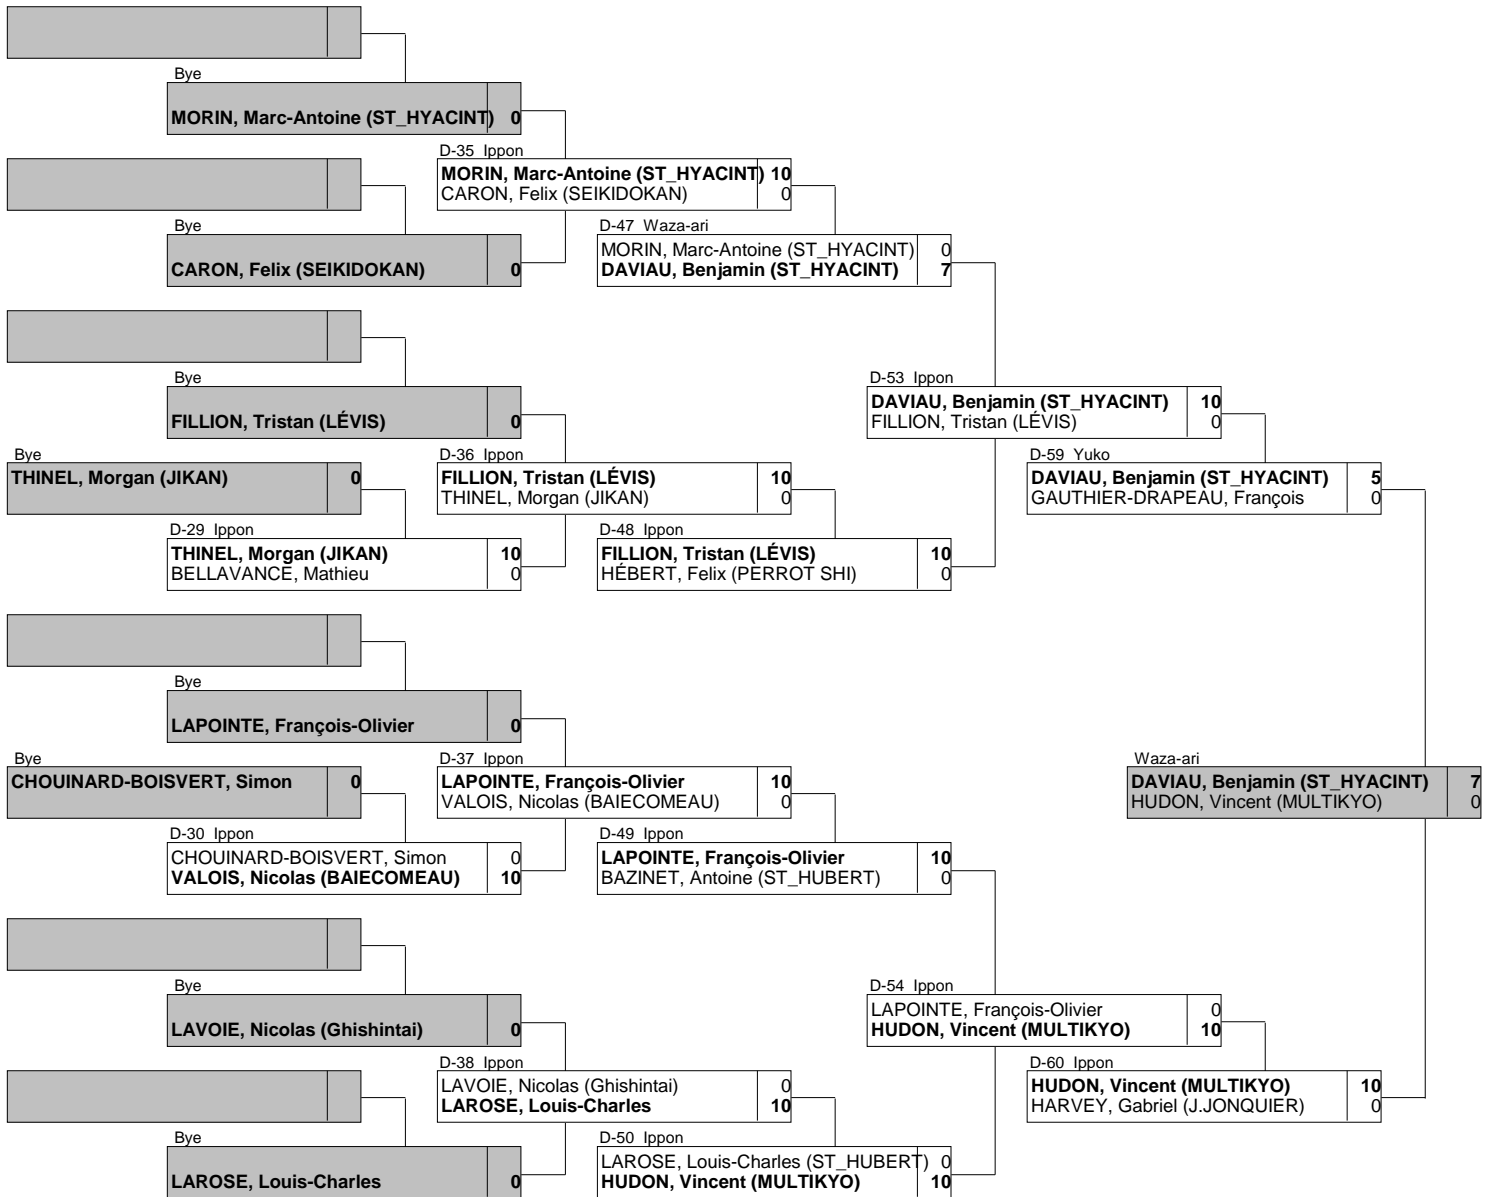 Bye
MORIN, Marc-Antoine (ST_HYACINT) 0
D-35 Ippon
MORIN, Marc-Antoine (ST_HYACINT) 10
CARON, Felix (SEIKIDOKAN) 0
Bye
CARON, Felix (SEIKIDOKAN) 0
D-47 Waza-ari
MORIN, Marc-Antoine (ST_HYACINT) 0
DAVIAU, Benjamin (ST_HYACINT) 7
Bye
FILLION, Tristan (LÉVIS) 0
D-53 Ippon
DAVIAU, Benjamin (ST_HYACINT) 10
FILLION, Tristan (LÉVIS) 0
Bye
THINEL, Morgan (JIKAN) 0
D-36 Ippon
FILLION, Tristan (LÉVIS) 10
THINEL, Morgan (JIKAN) 0
D-59 Yuko
DAVIAU, Benjamin (ST_HYACINT) 5
GAUTHIER-DRAPEAU, François 0
D-29 Ippon
THINEL, Morgan (JIKAN) 10
BELLAVANCE, Mathieu 0
D-48 Ippon
FILLION, Tristan (LÉVIS) 10
HÉBERT, Felix (PERROT SHI) 0
Bye
LAPOINTE, François-Olivier 0
Bye
CHOUINARD-BOISVERT, Simon 0
D-37 Ippon
LAPOINTE, François-Olivier 10
VALOIS, Nicolas (BAIECOMEAU) 0
Waza-ari
DAVIAU, Benjamin (ST_HYACINT) 7
HUDON, Vincent (MULTIKYO) 0
D-30 Ippon
CHOUINARD-BOISVERT, Simon 0
VALOIS, Nicolas (BAIECOMEAU) 10
D-49 Ippon
LAPOINTE, François-Olivier 10
BAZINET, Antoine (ST_HUBERT) 0
Bye
LAVOIE, Nicolas (Ghishintai) 0
D-54 Ippon
LAPOINTE, François-Olivier 0
HUDON, Vincent (MULTIKYO) 10
D-38 Ippon
LAVOIE, Nicolas (Ghishintai) 0
LAROSE, Louis-Charles 10
D-60 Ippon
HUDON, Vincent (MULTIKYO) 10
HARVEY, Gabriel (J.JONQUIER) 0
Bye
LAROSE, Louis-Charles 0
D-50 Ippon
LAROSE, Louis-Charles (ST_HUBERT) 0
HUDON, Vincent (MULTIKYO) 10